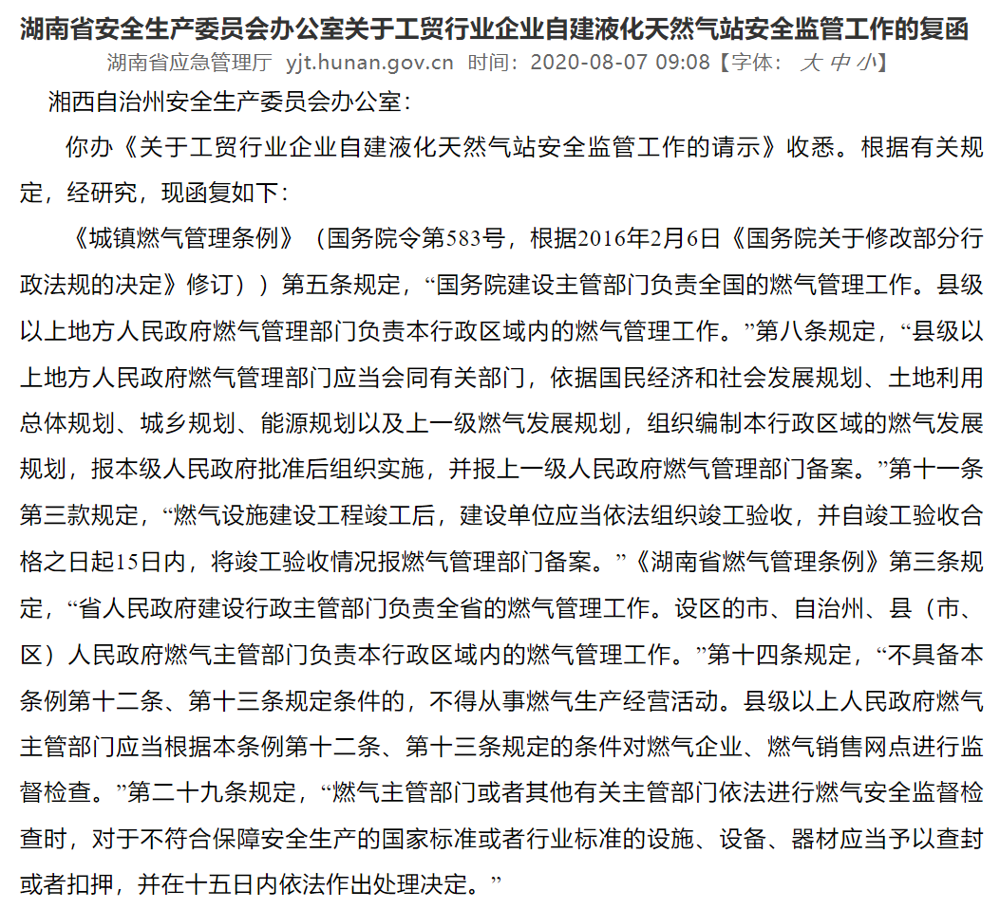 湖南省安全生产委员会办公室关于工贸行业企业自建液化天然气站安全监管工作的复函
湖南省应急管理厅 yjt.hunan.gov.cn 时间：2020-08-07 09:08【字体： 大 中 小】
湘西自治州安全生产委员会办公室：
你办《关于工贸行业企业自建液化天然气站安全监管工作的请示》收悉。根据有关规
定，经研究，现函复如下：
《城镇燃气管理条例》（国务院令第583号，根据2016年2月6日《国务院关于修改部分行
政法规的决定》修订））第五条规定，“国务院建设主管部门负责全国的燃气管理工作。县级
以上地方人民政府燃气管理部门负责本行政区域内的燃气管理工作。”第八条规定，“县级以
上地方人民政府燃气管理部门应当会同有关部门，依据国民经济和社会发展规划、土地利用
总体规划、城乡规划、能源规划以及上一级燃气发展规划，组织编制本行政区域的燃气发展
规划，报本级人民政府批准后组织实施，并报上一级人民政府燃气管理部门备案。”第十一条
第三款规定，“燃气设施建设工程竣工后，建设单位应当依法组织竣工验收，并自竣工验收合
格之日起15日内，将竣工验收情况报燃气管理部门备案。”《湖南省燃气管理条例》第三条规
定，“省人民政府建设行政主管部门负责全省的燃气管理工作。设区的市、自治州、县（市、
区）人民政府燃气主管部门负责本行政区域内的燃气管理工作。”第十四条规定，“不具备本
条例第十二条、第十三条规定条件的，不得从事燃气生产经营活动。县级以上人民政府燃气
主管部门应当根据本条例第十二条、第十三条规定的条件对燃气企业、燃气销售网点进行监
督检查。”第二十九条规定，“燃气主管部门或者其他有关主管部门依法进行燃气安全监督检
查时，对于不符合保障安全生产的国家标准或者行业标准的设施、设备、器材应当予以查封
或者扣押，并在十五日内依法作出处理决定。”